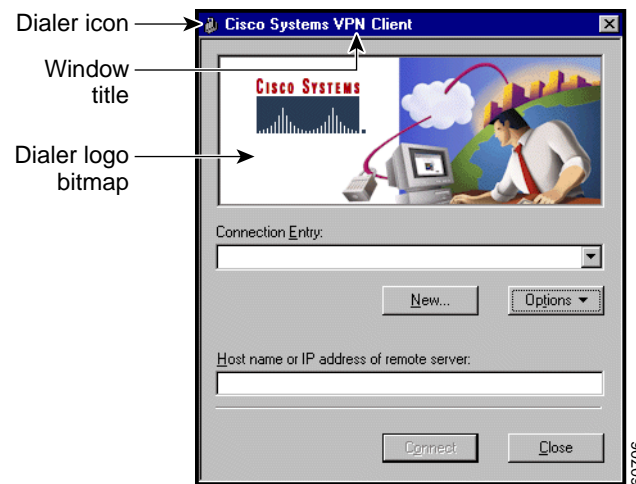 Dialer icon
Cisco Systems VPN Client
Window
title
CISCO SYSTEMS
Dialer logo
bitmap
Connection Entry:
New...
Options
Host name or IP address of remote server:
Connect
Close